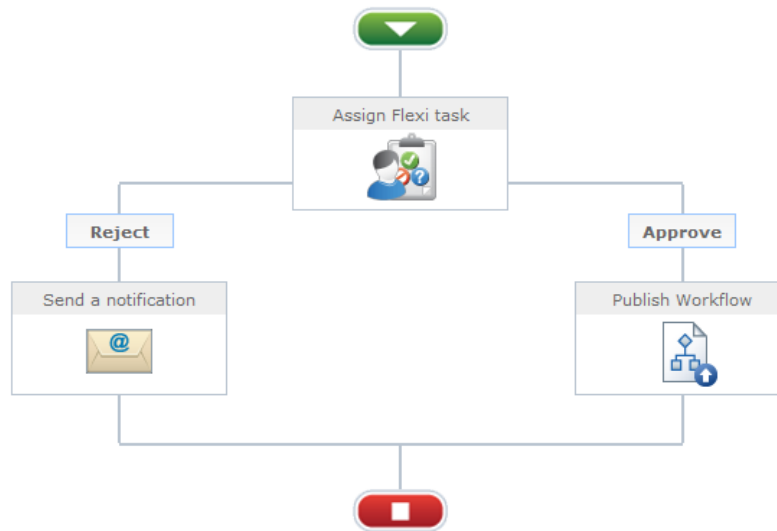 Assign Flexi task
Reject
Approve
Send a notification
Publish Workflow